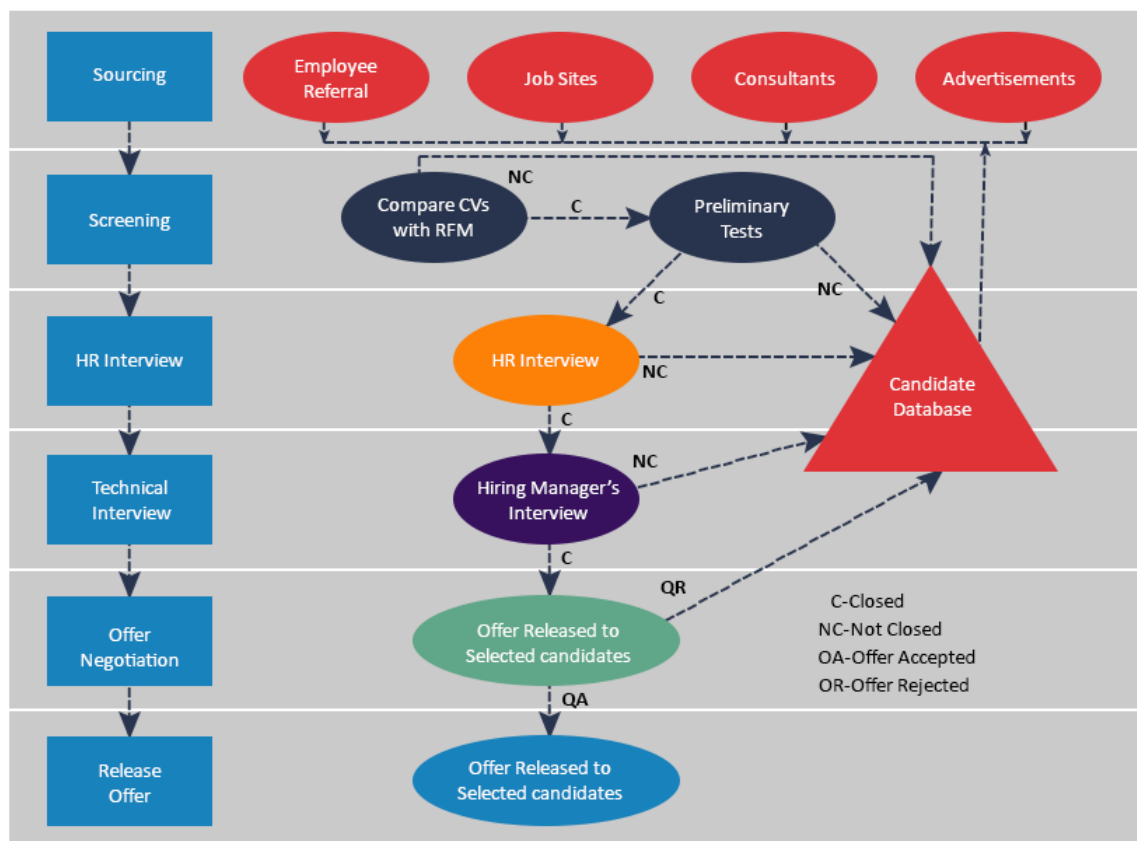 Sourcing
Employee
Referral
Job Sites
Consultants
Advertisements
Screening
Compare CVs
with RFM
NC
C
Preliminary
Tests
C
NC
HR Interview
HR Interview
NC
Candidate
Database
C
Technical
Interview
Hiring Manager's
Interview
NC
C
Offer
Negotiation
Offer Released to
Selected candidates
QR
C-Closed
NC-Not Closed
OA-Offer Accepted
OR-Offer Rejected
QA
Release
Offer
Offer Released to
Selected candidates